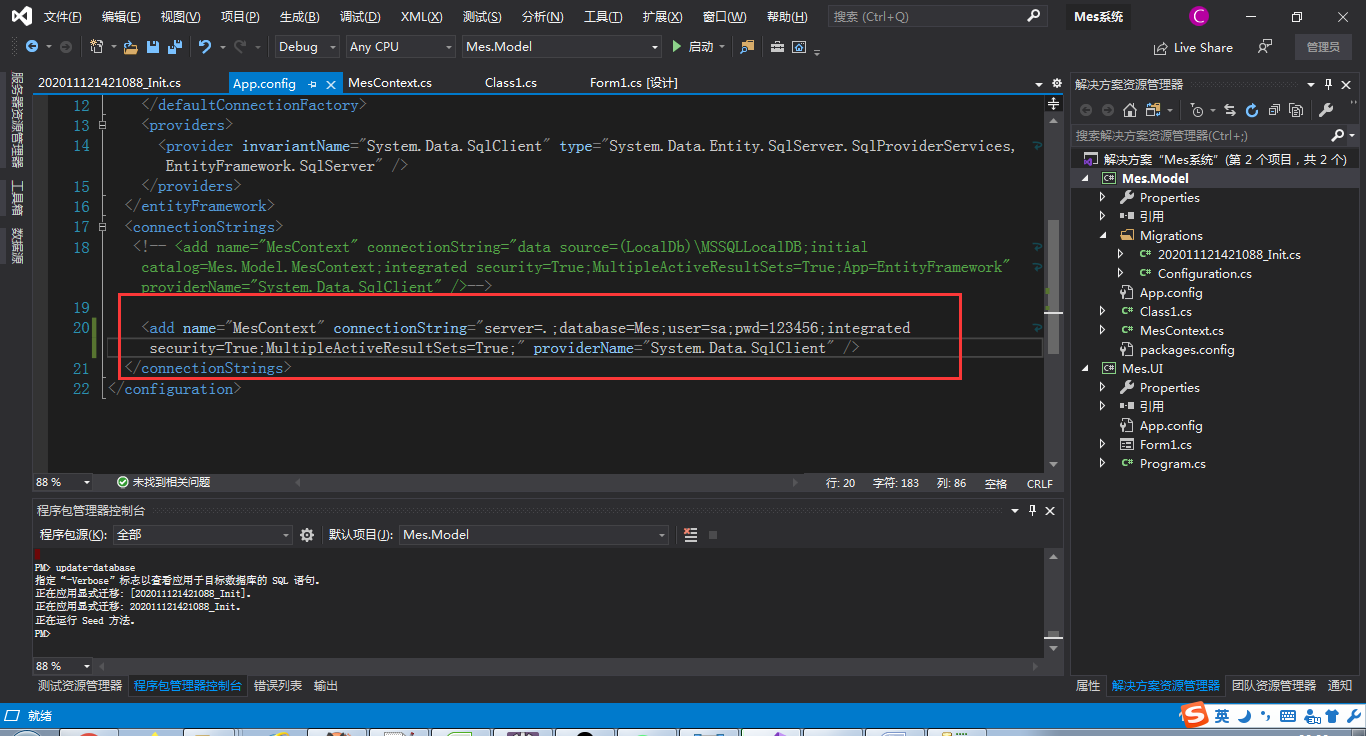 文件(F) 编辑(E) 视图(V) 项目(P) 生成(B) 调试(D) XML(X) 测试(S) 分析(N) 工具(T) 扩展(X) 窗口(W) 帮助(H) 搜索 (Ctrl+Q) Mes系统 C
Debug Any CPU Mes.Model 启动 Live Share 管理员
服务器资源管理器
工具箱
数据源
202011121421088_Init.cs App.config MesContext.cs Class1.cs Form1.cs [设计]
12 </defaultConnectionFactory>
13 <providers>
14 <provider invariantName="System.Data.SqlClient" type="System.Data.Entity.SqlServer.SqlProviderServices,
EntityFramework.SqlServer" />
15 </providers>
16 </entityFramework>
17 <connectionStrings>
18 <!-- <add name="MesContext" connectionString="data source=(LocalDb)\MSSQLLocalDB;initial
catalog=Mes.Model.MesContext;integrated security=True;MultipleActiveResultSets=True;App=EntityFramework"
providerName="System.Data.SqlClient" />-->
19
20 <add name="MesContext" connectionString="server=.;database=Mes;user=sa;pwd=123456;integrated
security=True;MultipleActiveResultSets=True;" providerName="System.Data.SqlClient" />
21 </connectionStrings>
22 </configuration>
88 % 未找到相关问题 行: 20 字符: 183 列: 86 空格 CRLF
程序包管理器控制台
程序包源(K): 全部 默认项目(J): Mes.Model
PM> update-database
指定“-Verbose”标志以查看应用于目标数据库的 SQL 语句。
正在应用显式迁移: [202011121421088_Init]。
正在应用显式迁移: 202011121421088_Init。
正在运行 Seed 方法。
PM>
88 %
测试资源管理器 程序包管理器控制台 错误列表 输出
解决方案资源管理器
搜索解决方案资源管理器(Ctrl+;)
解决方案“Mes系统”(第 2 个项目，共 2 个)
Mes.Model
Properties
引用
Migrations
202011121421088_Init.cs
Configuration.cs
App.config
Class1.cs
MesContext.cs
packages.config
Mes.UI
Properties
引用
App.config
Form1.cs
Program.cs
属性 解决方案资源管理器 团队资源管理器 通知
就绪
S 英